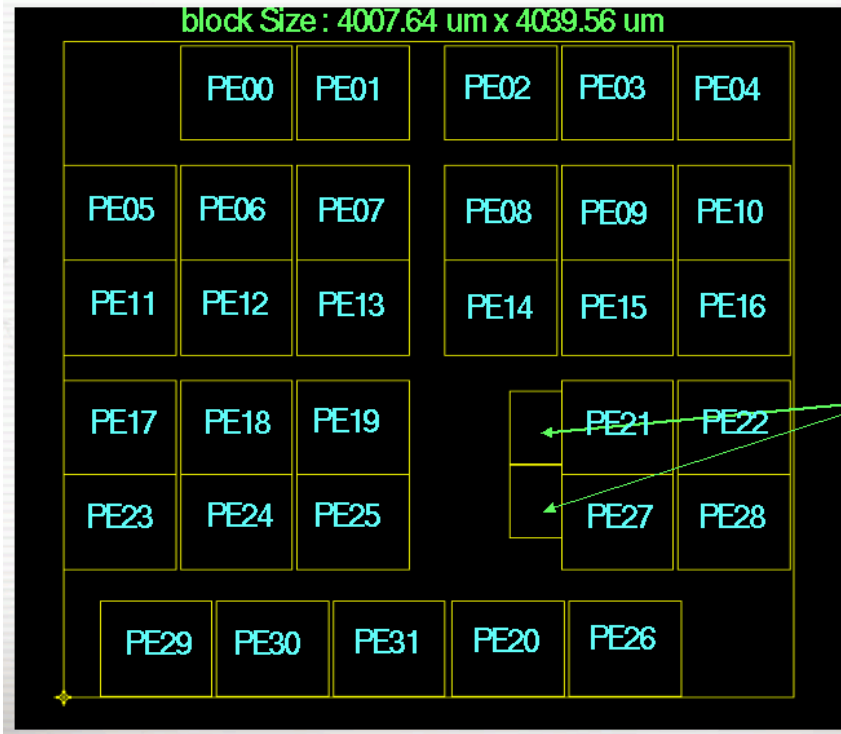 block Size : 4007.64 um x 4039.56 um
PE00 PE01 PE02 PE03 PE04
PE05 PE06 PE07 PE08 PE09 PE10
PE11 PE12 PE13 PE14 PE15 PE16
PE17 PE18 PE19 PE21 PE22
PE23 PE24 PE25 PE27 PE28
PE29 PE30 PE31 PE20 PE26